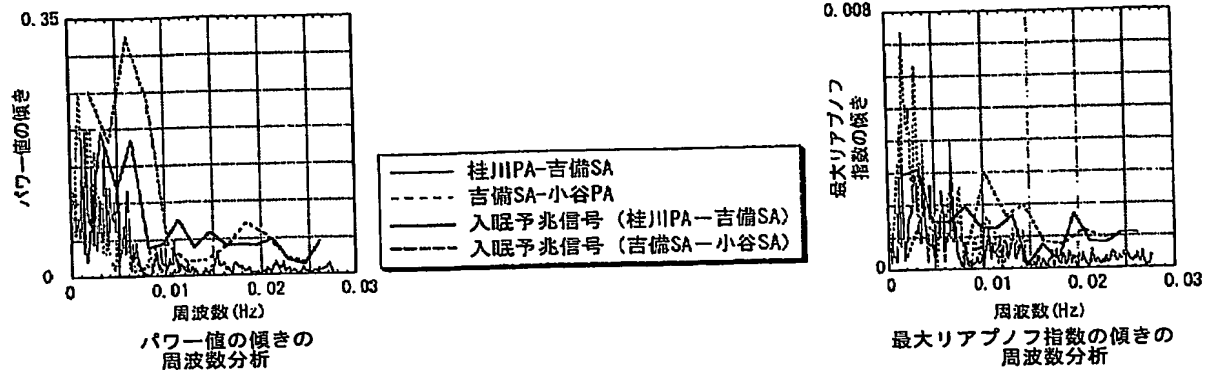 0.35
0
パワー値の傾き
0
0.01
0.02
0.03
周波数(Hz)
パワー値の傾きの
周波数分析
桂川PA-吉備SA
吉備SA-小谷PA
入眠予兆信号 (桂川PA-吉備SA)
入眠予兆信号 (吉備SA-小谷SA)
0.008
0
最大リアプノフ
指数の傾き
0
0.01
0.02
0.03
周波数(Hz)
最大リアプノフ指数の傾きの
周波数分析